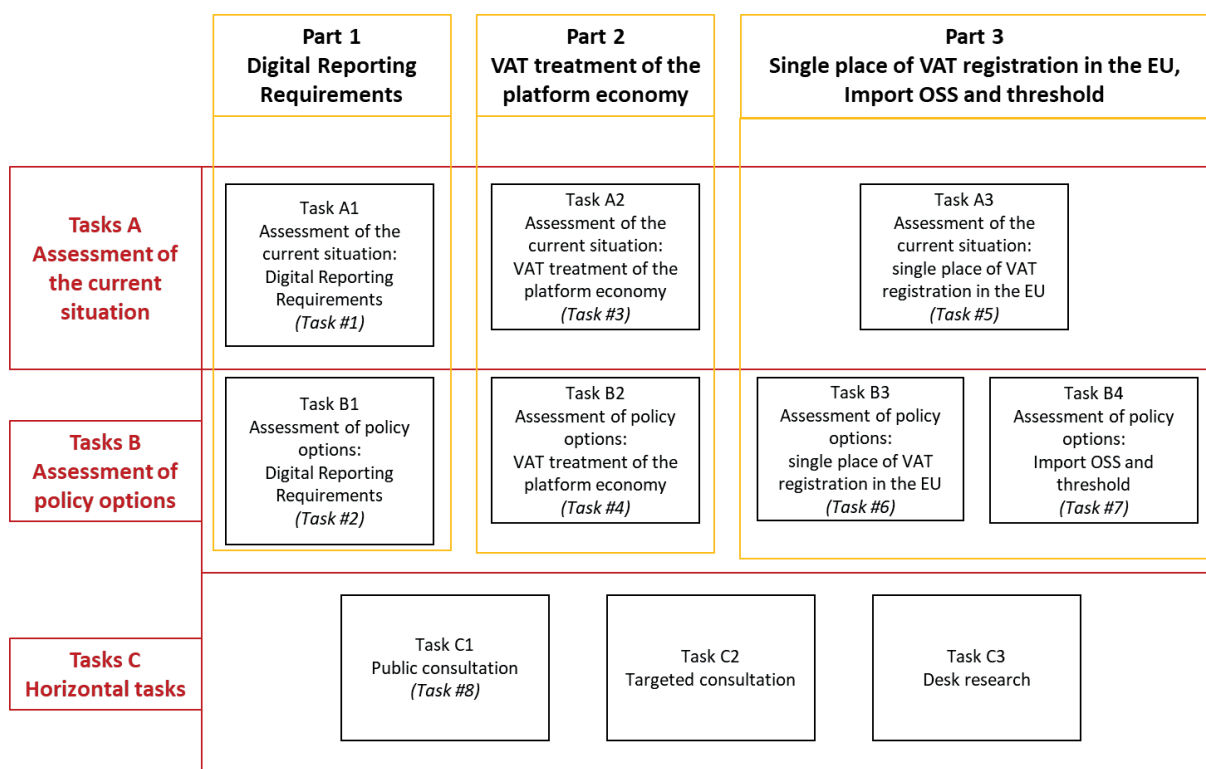 Part 1
Digital Reporting
Requirements
Part 2
VAT treatment of the
platform economy
Part 3
Single place of VAT registration in the EU,
Import OSS and threshold
Tasks A
Assessment of
the current
situation
Task A1
Assessment of the
current situation:
Digital Reporting
Requirements
(Task #1)
Task A2
Assessment of the
current situation:
VAT treatment of the
platform economy
(Task #3)
Task A3
Assessment of the
current situation:
single place of VAT
registration in the EU
(Task #5)
Tasks B
Assessment of
policy options
Task B1
Assessment of policy
options:
Digital Reporting
Requirements
(Task #2)
Task B2
Assessment of policy
options:
VAT treatment of the
platform economy
(Task #4)
Task B3
Assessment of policy
options:
single place of VAT
registration in the EU
(Task #6)
Task B4
Assessment of policy
options:
Import OSS and
threshold
(Task #7)
Tasks C
Horizontal tasks
Task C1
Public consultation
(Task #8)
Task C2
Targeted consultation
Task C3
Desk research